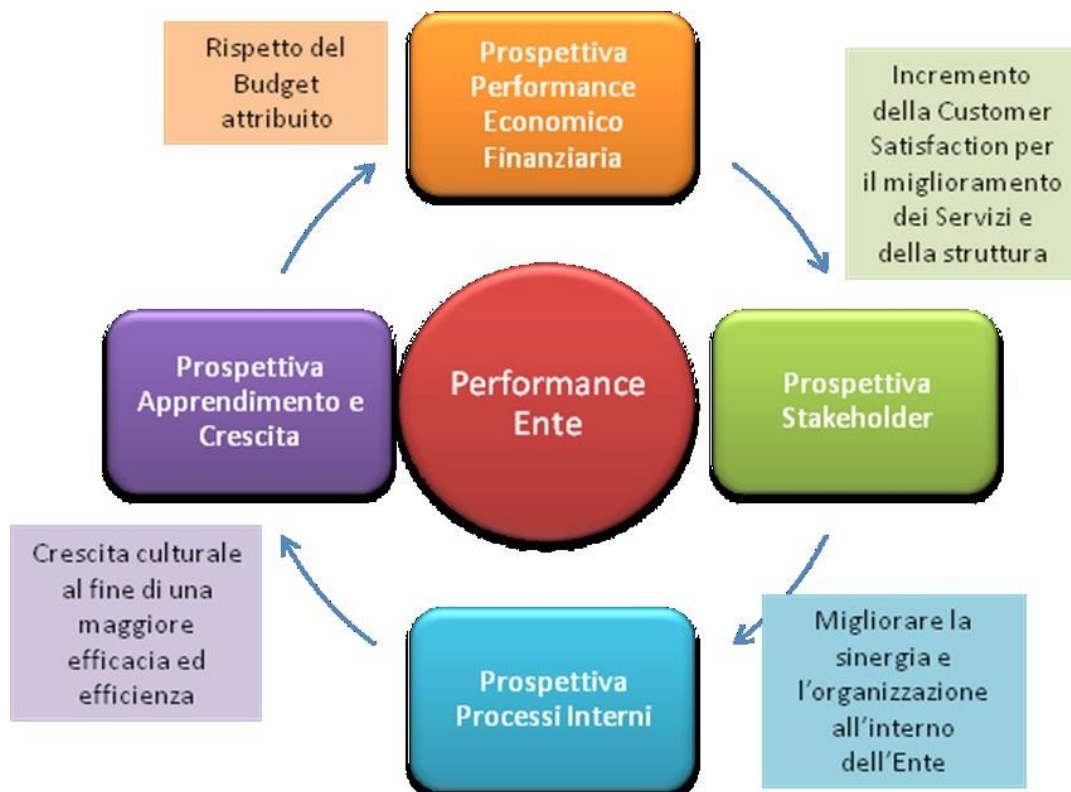 Rispetto del
Budget
attribuito
Prospettiva
Performance
Economico
Finanziaria
Incremento
della Customer
Satisfaction per
il miglioramento
dei Servizi e
della struttura
Prospettiva
Apprendimento e
Crescita
Performance
Ente
Prospettiva
Stakeholder
Crescita culturale
al fine di una
maggiore
efficacia ed
efficienza
Prospettiva
Processi Interni
Migliorare la
sinergia e
l'organizzazione
all'interno
dell'Ente